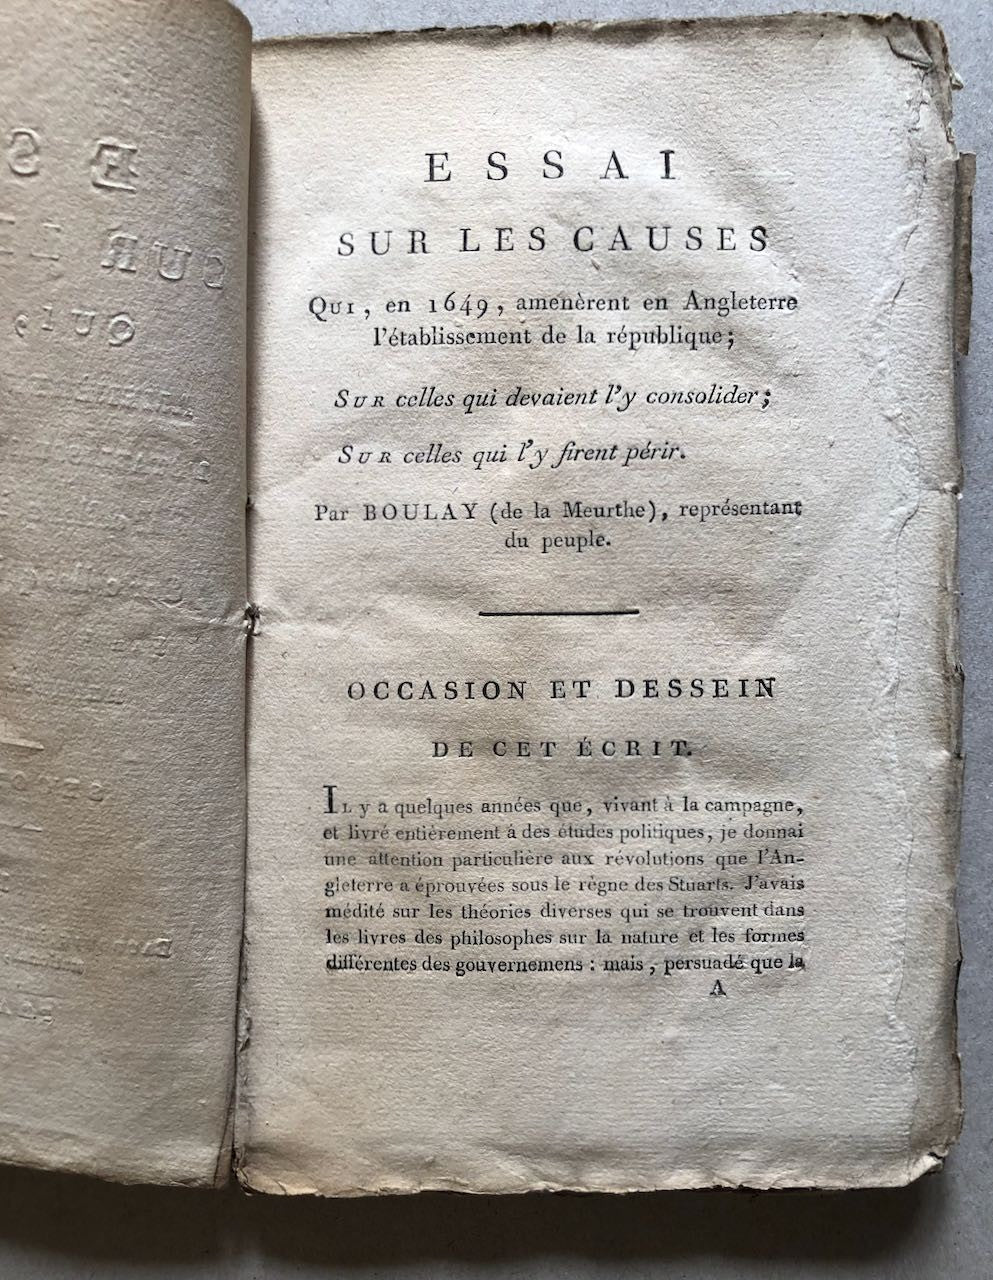 ESSAI
SUR LES CAUSES
QUI, en 1649, amenèrent en Angleterre
l'établissement de la république;
SUR celles qui devaient l'y consolider;
SUR celles qui l'y firent périr.
Par BOULAY (de la Meurthe), représentant
du peuple.
OCCASION ET DESSEIN
DE CET ÉCRIT.
IL y a quelques années que, vivant à la campagne,
et livré entièrement á des études politiques, je donnai
une attention particulière aux révolutions que l'An-
gleterre a éprouvées sous le règne des Stuarts. J'avais
médité sur les théories diverses qui se trouvent dans
les livres des philosophes sur la nature et les formes
différentes des gouvernemens : mais, persuadé que la
A